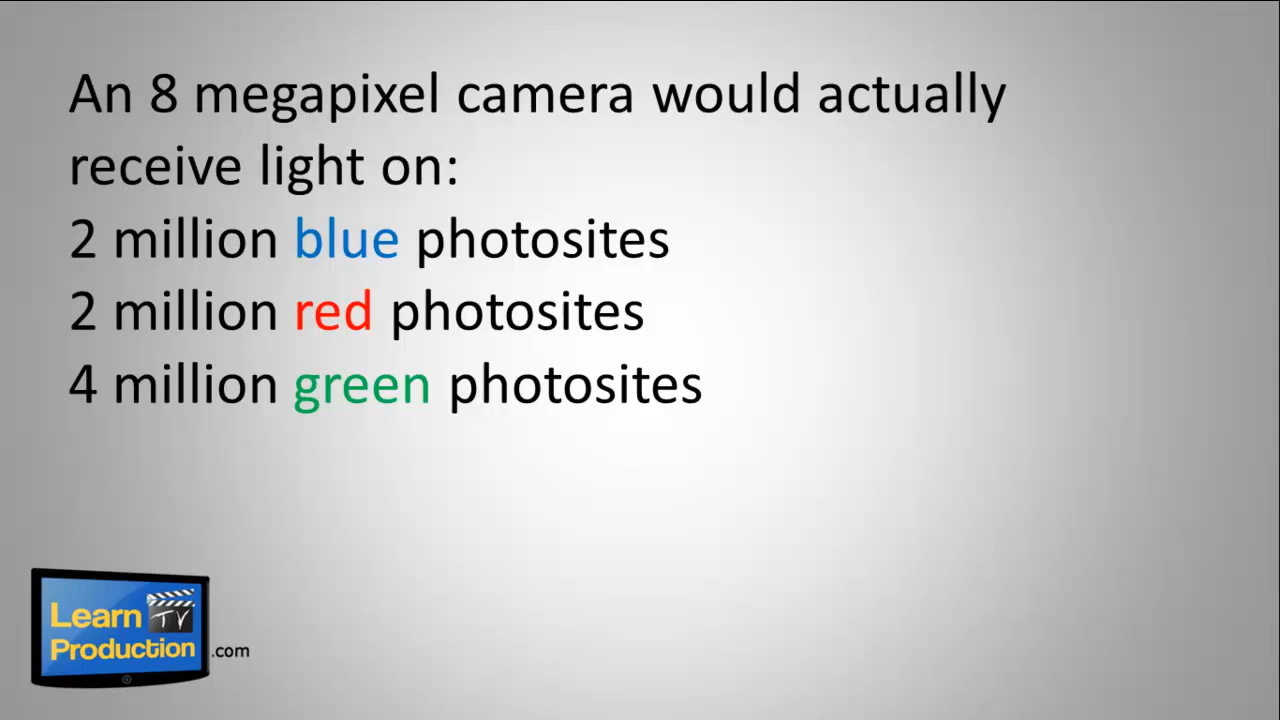 An 8 megapixel camera would actually
receive light on:
2 million blue photosites
2 million red photosites
4 million green photosites
Learn TV
Production .com